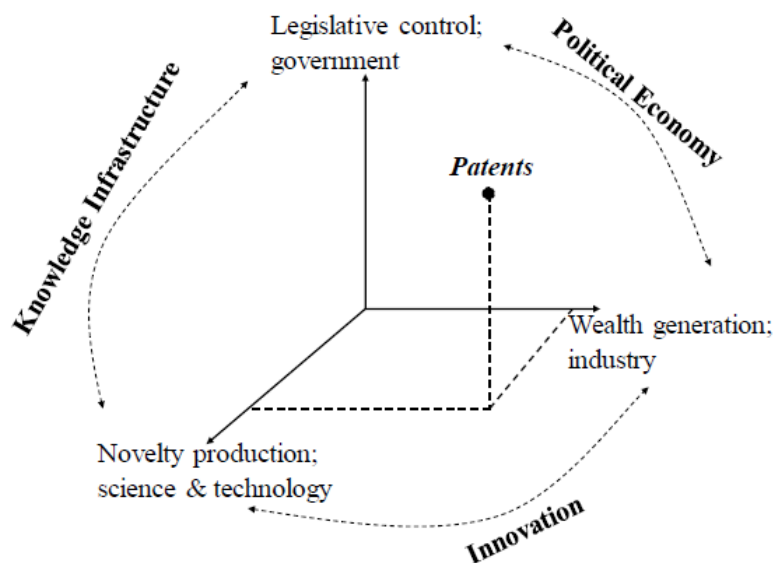 Legislative control;
government
Political Economy
Knowledge Infrastructure
Patents
Wealth generation;
industry
Novelty production;
science & technology
Innovation